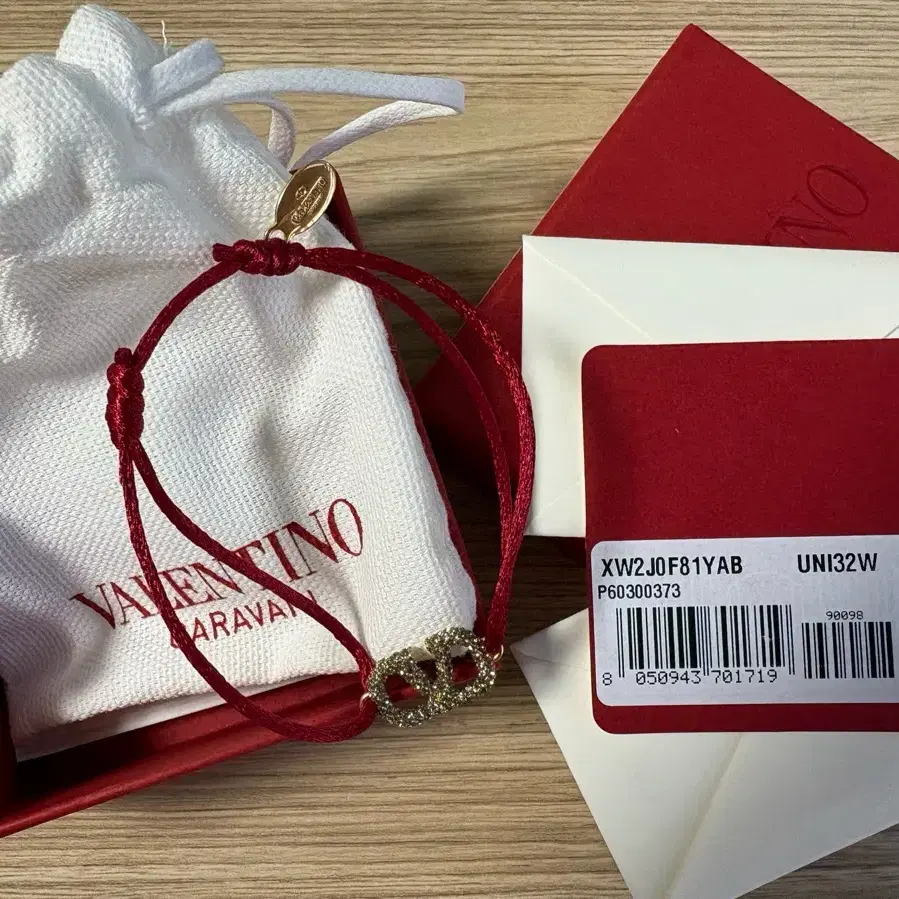 VALENTINO
GARAVANI
XW2J0F81YAB UNI32W
P60300373
90098
8 050943 701719